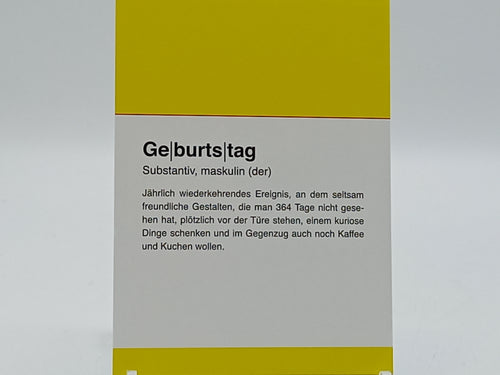 Ge|burts|tag
Substantiv, maskulin (der)
Jährlich wiederkehrendes Ereignis, an dem seltsam
freundliche Gestalten, die man 364 Tage nicht gese-
hen hat, plötzlich vor der Türe stehen, einem kuriose
Dinge schenken und im Gegenzug auch noch Kaffee
und Kuchen wollen.